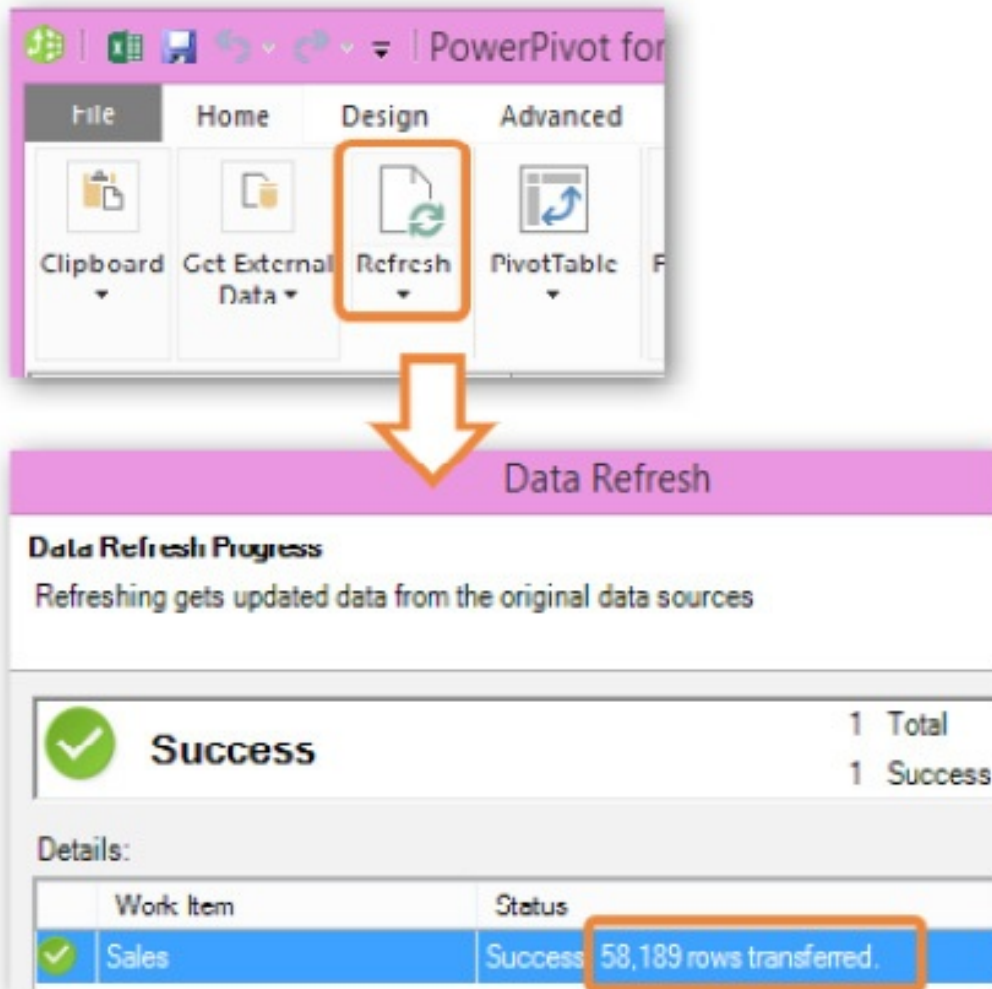 PowerPivot for
File Home Design Advanced
Clipboard Get External Data Refresh PivotTable
Data Refresh
Data Refresh Progress
Refreshing gets updated data from the original data sources
Success 1 Total
1 Success
Details:
Work Item Status
Sales Success 58,189 rows transferred.